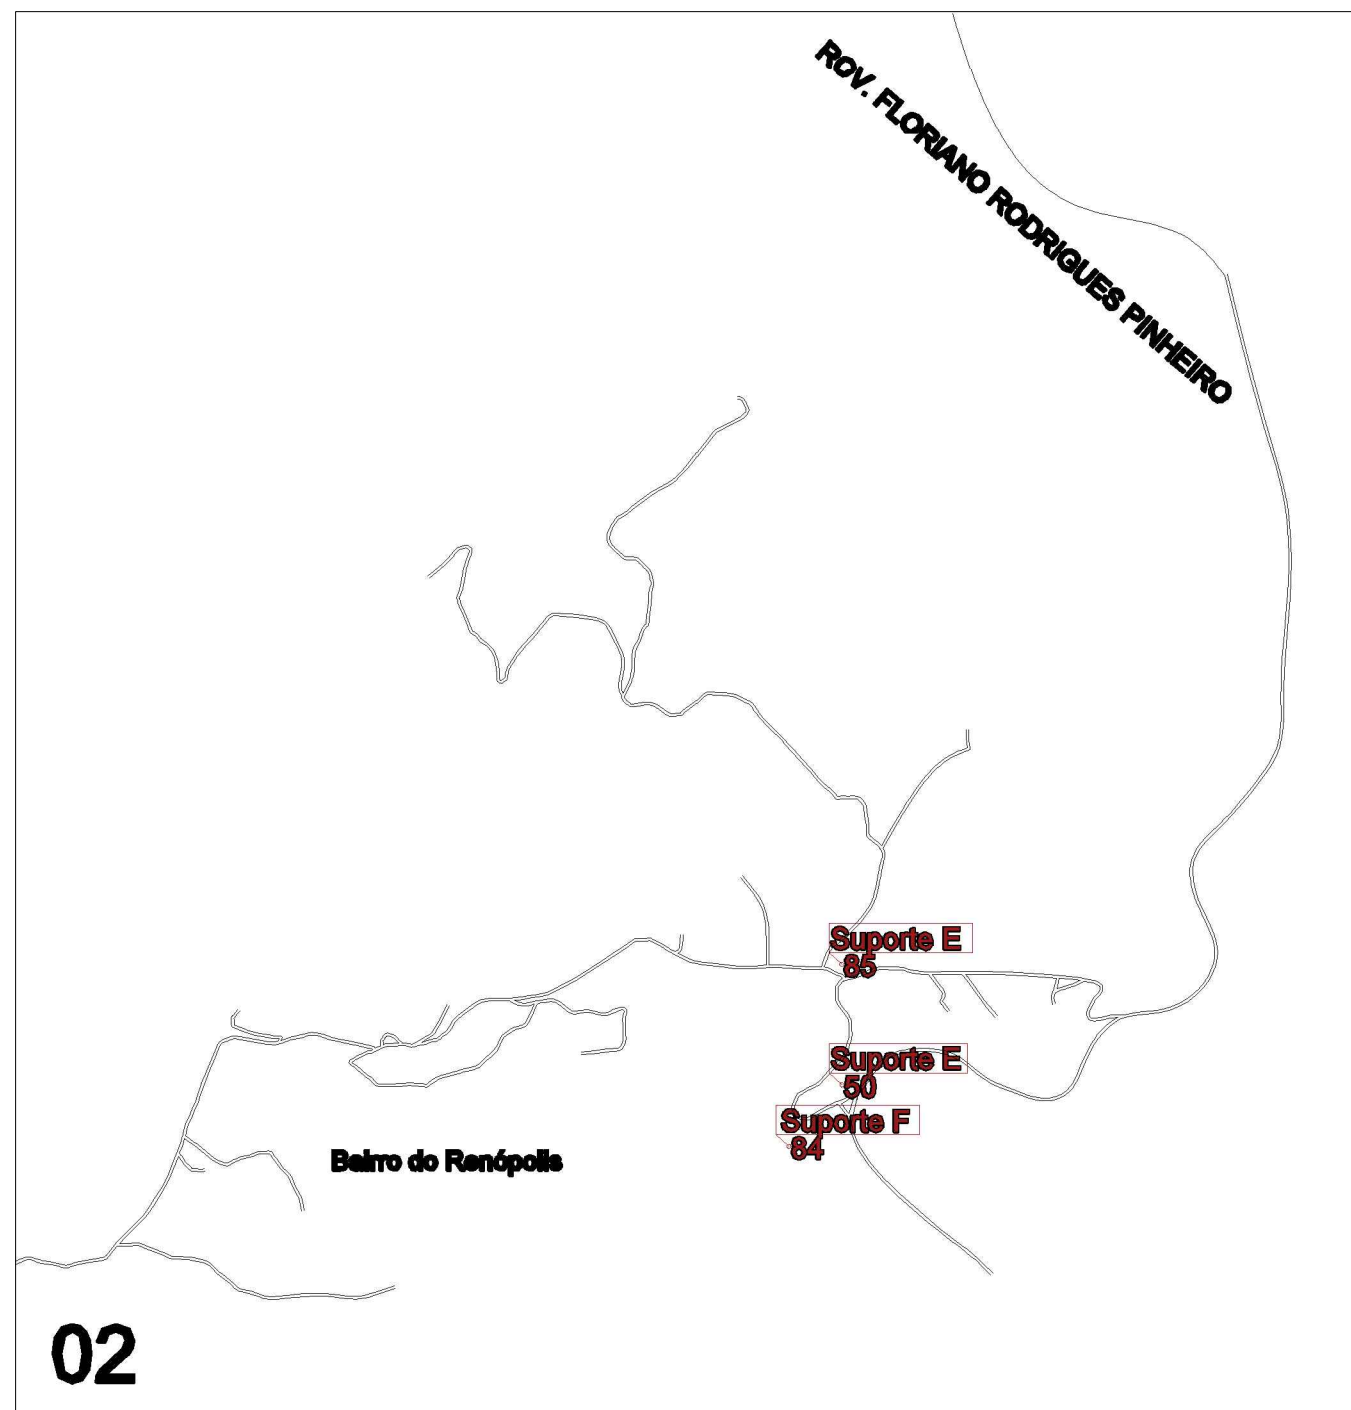 ROV. FLORIANO RODRIGUES PINHEIRO
Suporte E
85
Suporte E
50
Suporte F
84
Bairro do Renópolis
02